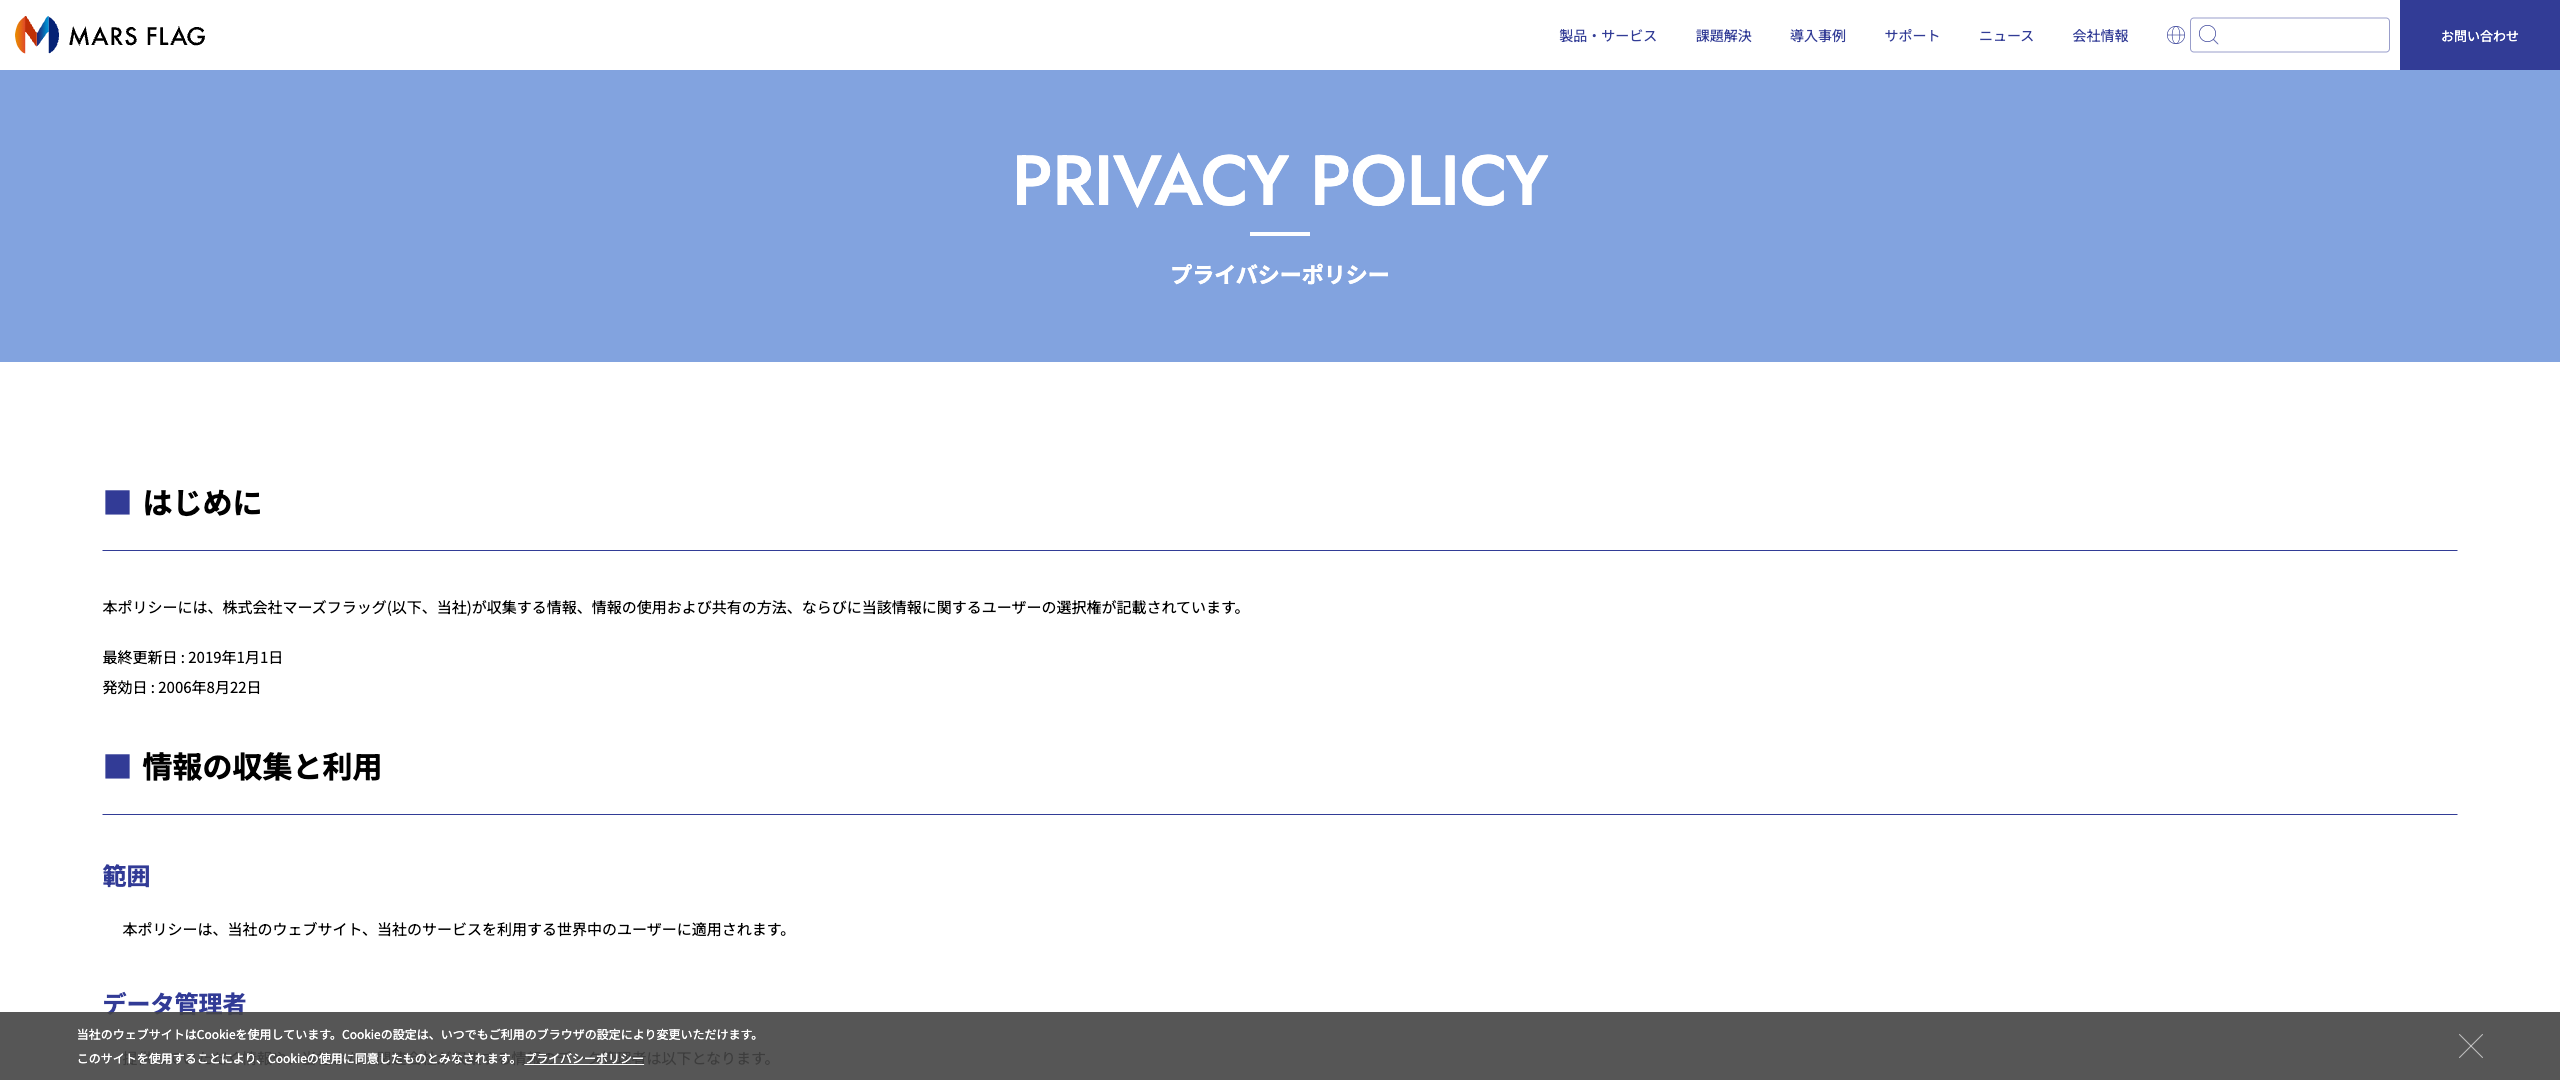 MARS FLAG
製品・サービス
課題解決
導入事例
サポート
ニュース
会社情報
お問い合わせ
PRIVACY POLICY
プライバシーポリシー
■ はじめに
本ポリシーには、株式会社マーズフラッグ(以下、当社)が収集する情報、情報の使用および共有の方法、ならびに当該情報に関するユーザーの選択権が記載されています。
最終更新日 : 2019年1月1日
発効日 : 2006年8月22日
■ 情報の収集と利用
範囲
本ポリシーは、当社のウェブサイト、当社のサービスを利用する世界中のユーザーに適用されます。
データ管理者
当社のウェブサイトはCookieを使用しています。Cookieの設定は、いつでもご利用のブラウザの設定により変更いただけます。
このサイトを使用することにより、Cookieの使用に同意したものとみなされます。 プライバシーポリシー
は以下となります。